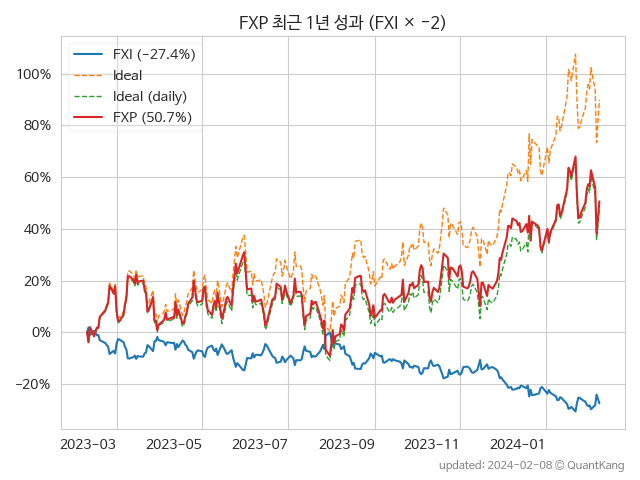 FXP 최근 1년 성과 (FXI × −2)
FXI (-27.4%)
Ideal
Ideal (daily)
FXP (50.7%)
100%
80%
60%
40%
20%
0%
−20%
2023-03
2023-05
2023-07
2023-09
2023-11
2024-01
updated: 2024-02-08 © QuantKang